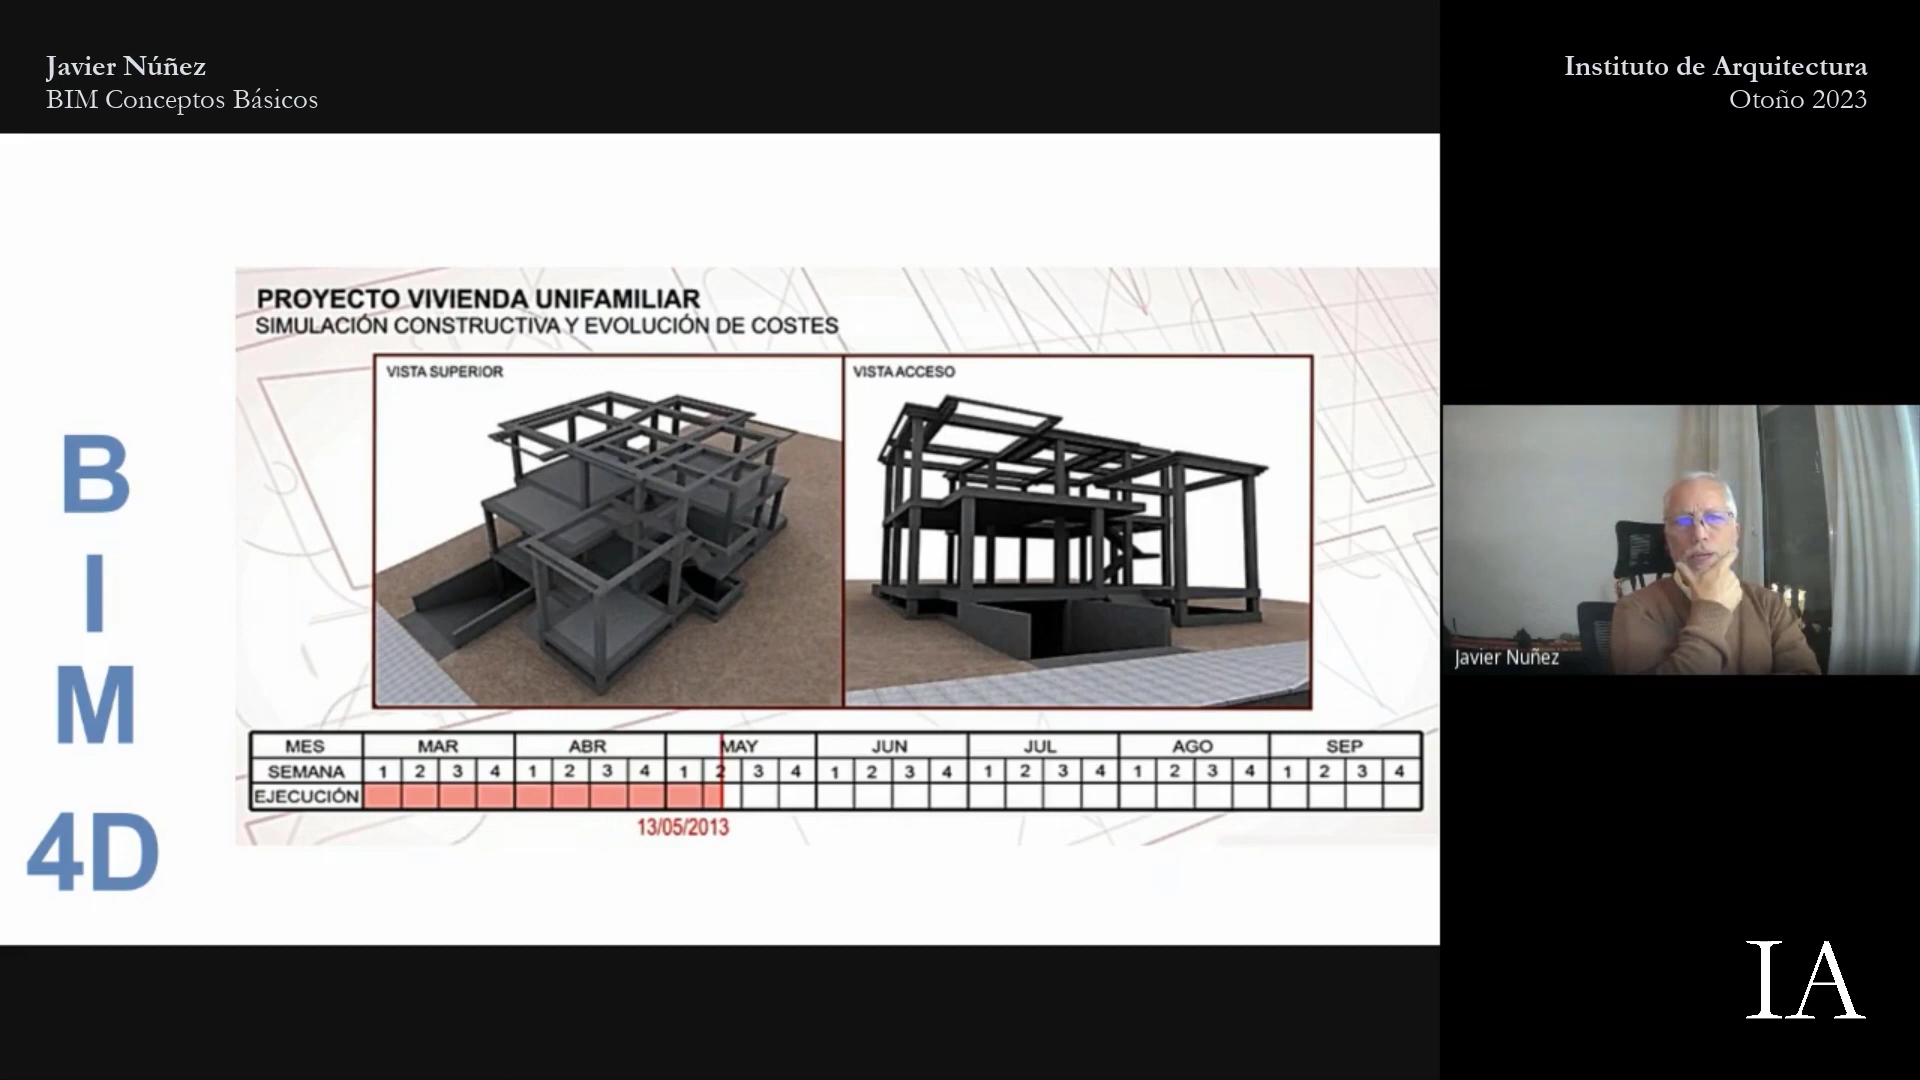 Javier Núñez
BIM Conceptos Básicos
Instituto de Arquitectura
Otoño 2023
B
I
M
4D
PROYECTO VIVIENDA UNIFAMILIAR
SIMULACIÓN CONSTRUCTIVA Y EVOLUCIÓN DE COSTES
VISTA SUPERIOR
VISTA ACCESO
MES MAR ABR MAY JUN JUL AGO SEP
SEMANA 1 2 3 4 1 2 3 4 1 2 3 4 1 2 3 4 1 2 3 4 1 2 3 4 1 2 3 4
EJECUCIÓN
13/05/2013
Javier Nuñez
IA